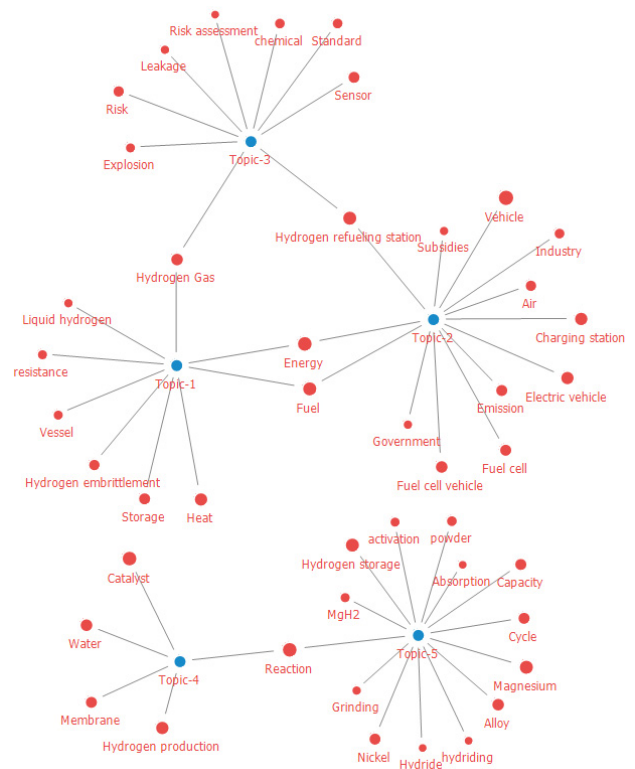 Risk assessment
chemical
Standard
Leakage
Sensor
Risk
Explosion
Topic-3
Hydrogen refueling station
Vehicle
Subsidies
Industry
Hydrogen Gas
Air
Liquid hydrogen
Charging station
Topic-2
Energy
resistance
Topic-1
Fuel
Electric vehicle
Emission
Vessel
Government
Fuel cell
Hydrogen embrittlement
Fuel cell vehicle
Storage
Heat
activation
powder
Hydrogen storage
Catalyst
Absorption
Capacity
MgH2
Water
Cycle
Topic-5
Reaction
Topic-4
Magnesium
Grinding
Membrane
Alloy
Hydrogen production
Nickel
Hydride
hydriding